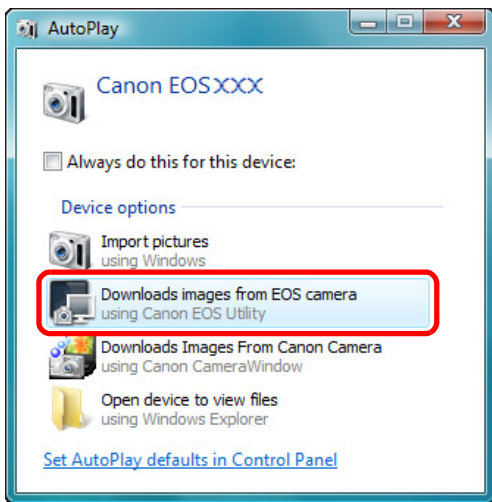 AutoPlay
Canon EOS XXX
Always do this for this device:
Device options
Import pictures
using Windows
Downloads images from EOS camera
using Canon EOS Utility
Downloads Images From Canon Camera
using Canon CameraWindow
Open device to view files
using Windows Explorer
Set AutoPlay defaults in Control Panel